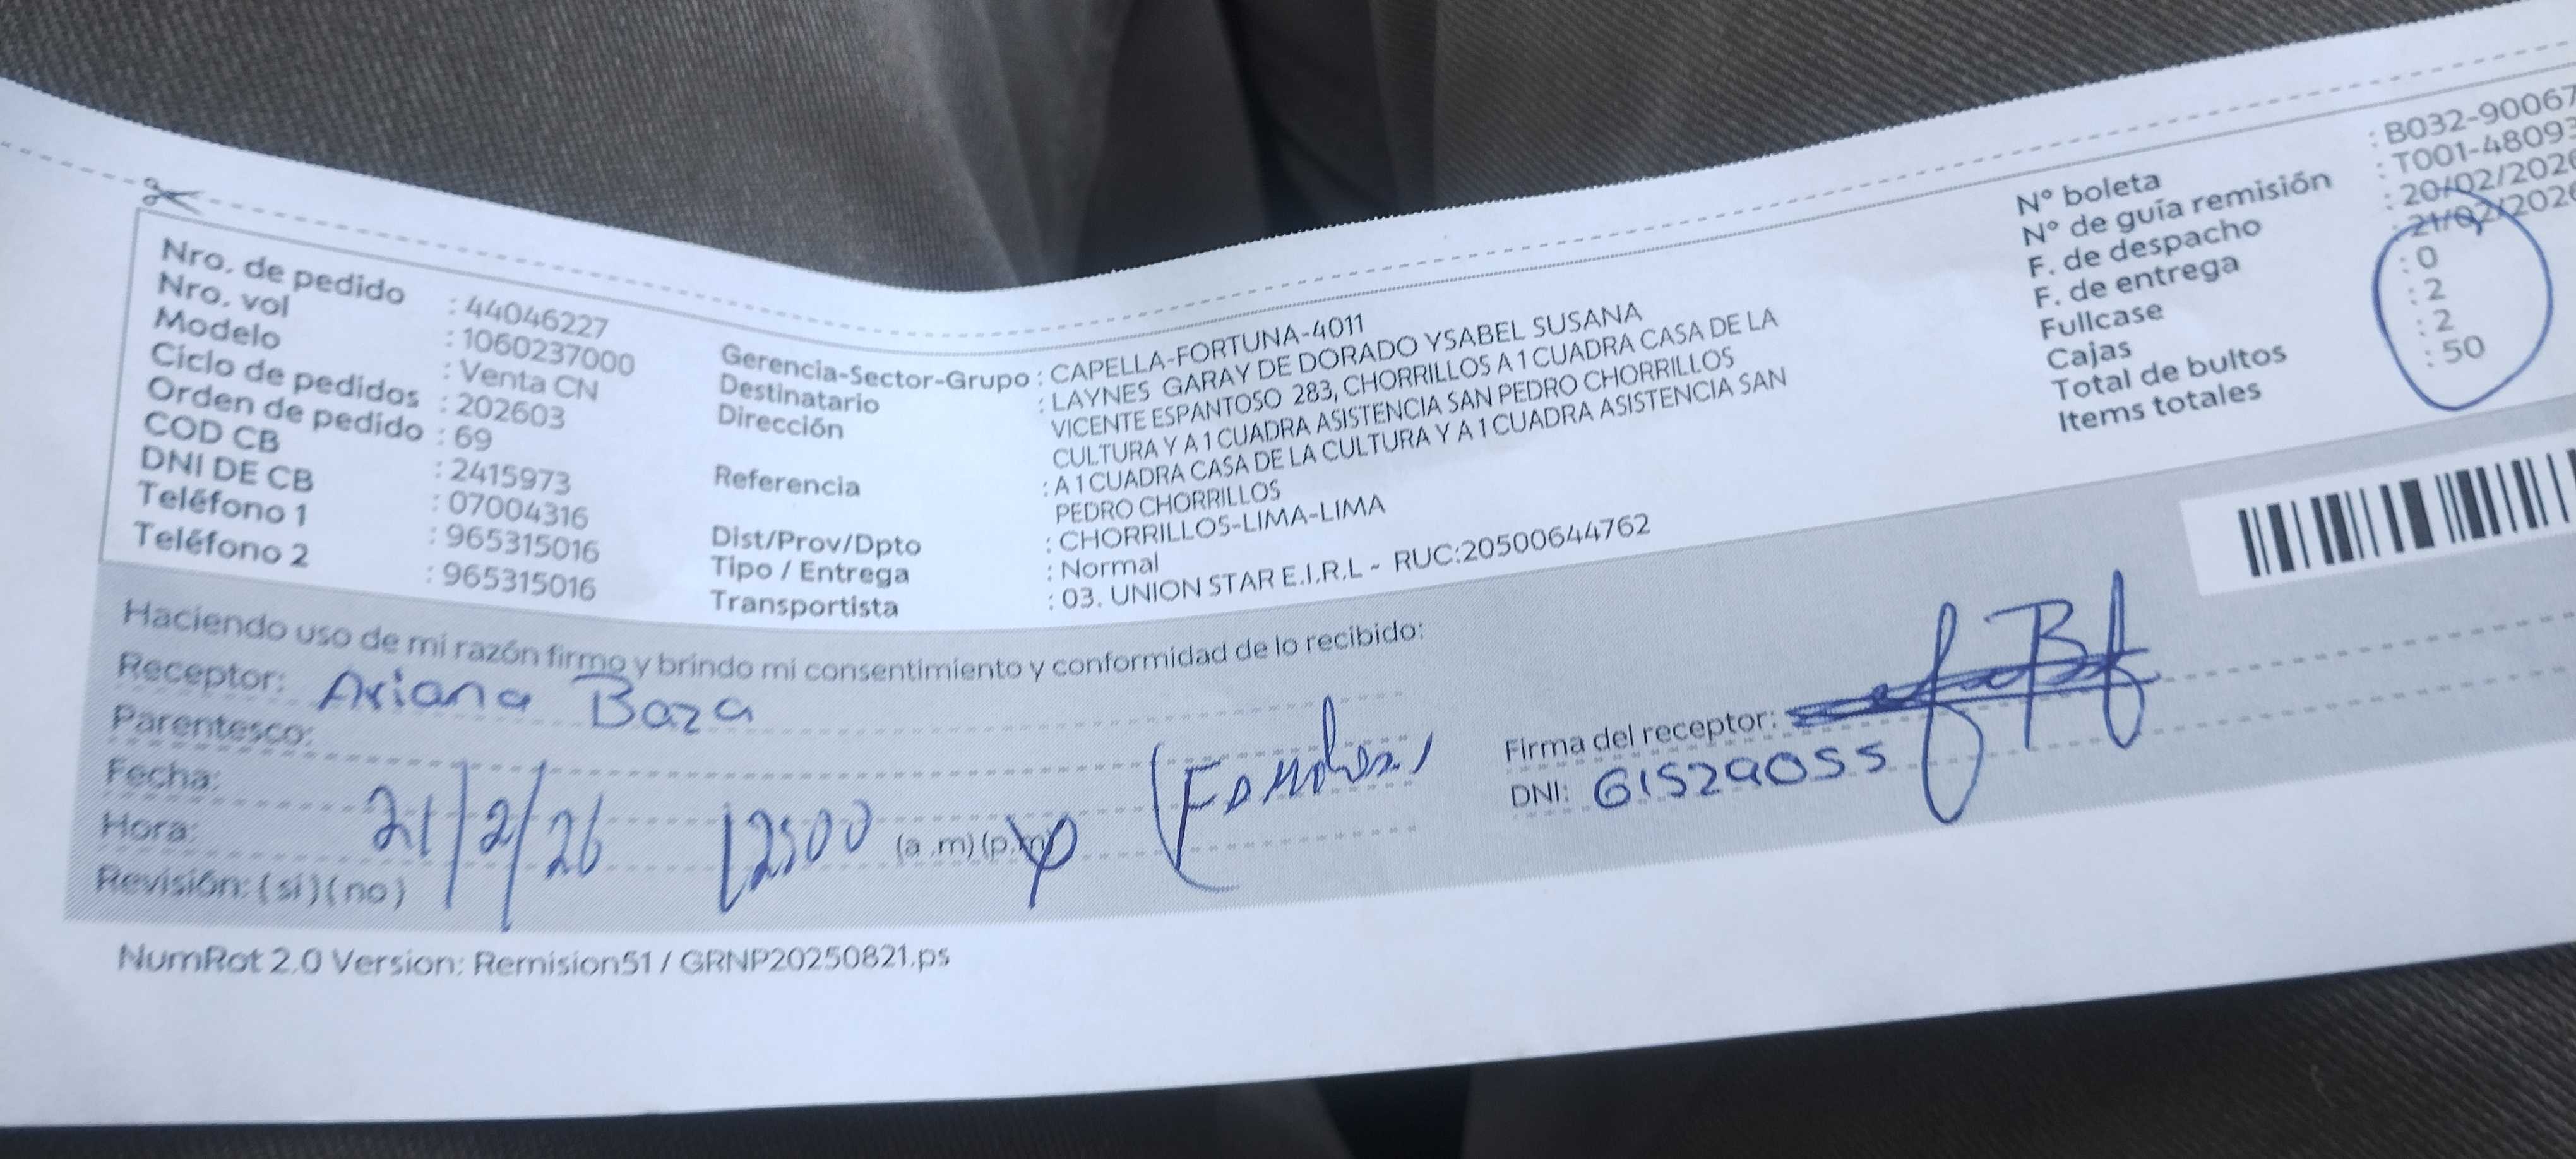 Nro. de pedido : 44046227
Nro. vol : 1060237000
Modelo : Venta CN
Ciclo de pedidos : 202603
Orden de pedido : 69
COD CB : 2415973
DNI DE CB : 07004316
Teléfono 1 : 965315016
Teléfono 2 : 965315016
Gerencia-Sector-Grupo : CAPELLA-FORTUNA-4011
Destinatario : LAYNES GARAY DE DORADO YSABEL SUSANA
Dirección VICENTE ESPANTOSO 283, CHORRILLOS A 1 CUADRA CASA DE LA
CULTURA Y A 1 CUADRA ASISTENCIA SAN PEDRO CHORRILLOS
Referencia : A 1 CUADRA CASA DE LA CULTURA Y A 1 CUADRA ASISTENCIA SAN
PEDRO CHORRILLOS
Dist/Prov/Dpto : CHORRILLOS-LIMA-LIMA
Tipo / Entrega : Normal
Transportista : 03. UNION STAR E.I.R.L - RUC:20500644762
N° boleta : B032-90067
N° de guía remisión : T001-48093
F. de despacho : 20/02/202
F. de entrega : 21/02/202
Fullcase : 0
Cajas : 2
Total de bultos : 2
Items totales : 50
Haciendo uso de mi razón firmo y brindo mi consentimiento y conformidad de lo recibido:
Receptor: Ariana Baza
Parentesco:
Fecha: 21/2/26
Hora: 12:00 (a .m) (p.m)
Revisión: ( si ) ( no )
Firma del receptor:
DNI: 61529055
NumRot 2.0 Version: Remision51 / GRNP20250821.ps